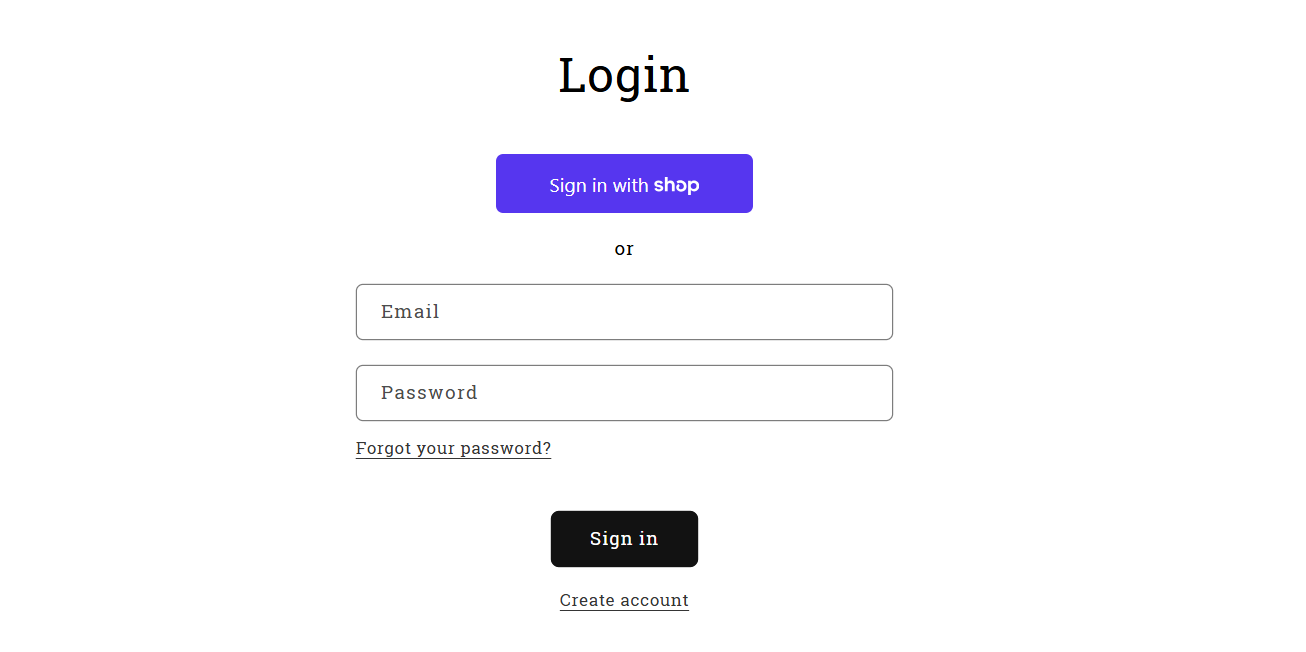 Login
Sign in with shop
or
Email
Password
Forgot your password?
Sign in
Create account